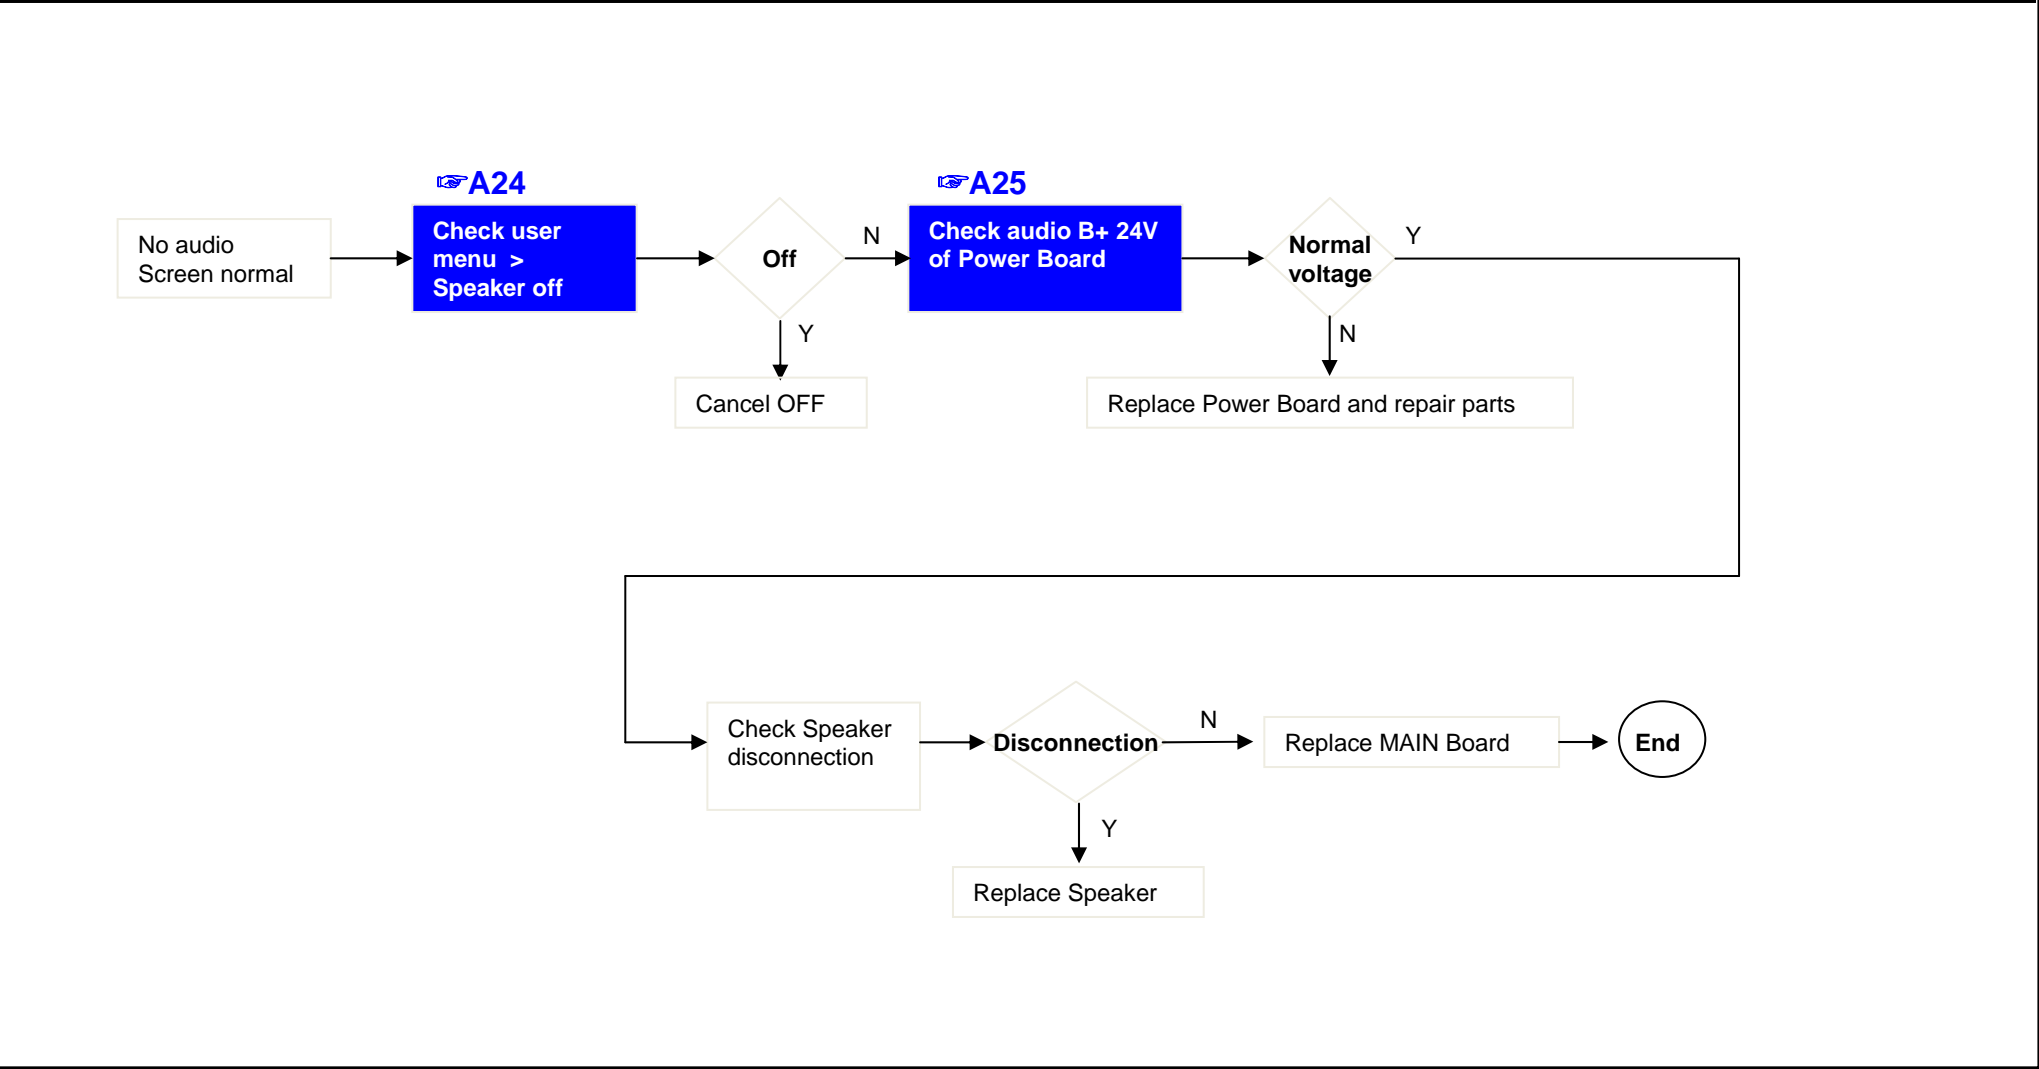 ☞A24
☞A25
No audio
Screen normal
Check user
menu >
Speaker off
Off
N
Check audio B+ 24V
of Power Board
Normal
voltage
Y
Y
N
Cancel OFF
Replace Power Board and repair parts
Check Speaker
disconnection
Disconnection
N
Replace MAIN Board
End
Y
Replace Speaker